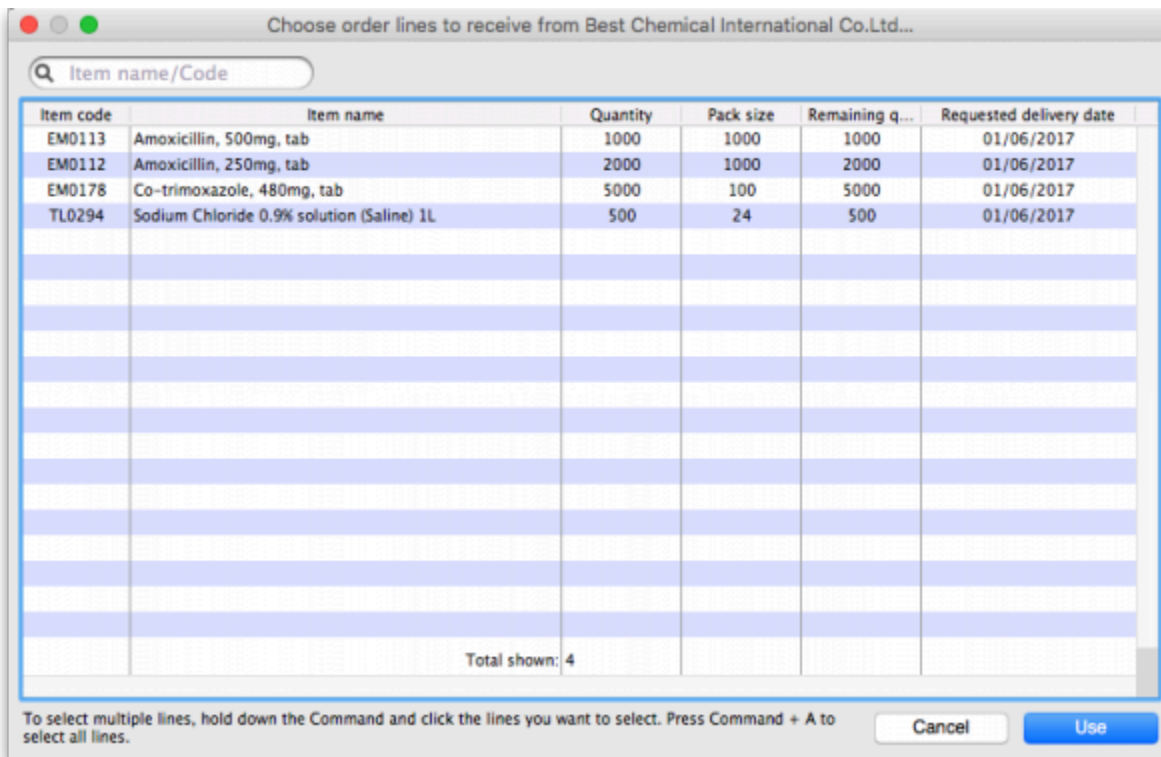 Choose order lines to receive from Best Chemical International Co.Ltd...
Item name/Code
Item code Item name Quantity Pack size Remaining q... Requested delivery date
EM0113 Amoxicillin, 500mg, tab 1000 1000 1000 01/06/2017
EM0112 Amoxicillin, 250mg, tab 2000 1000 2000 01/06/2017
EM0178 Co-trimoxazole, 480mg, tab 5000 100 5000 01/06/2017
TL0294 Sodium Chloride 0.9% solution (Saline) 1L 500 24 500 01/06/2017
Total shown: 4
To select multiple lines, hold down the Command and click the lines you want to select. Press Command + A to
select all lines.
Cancel Use